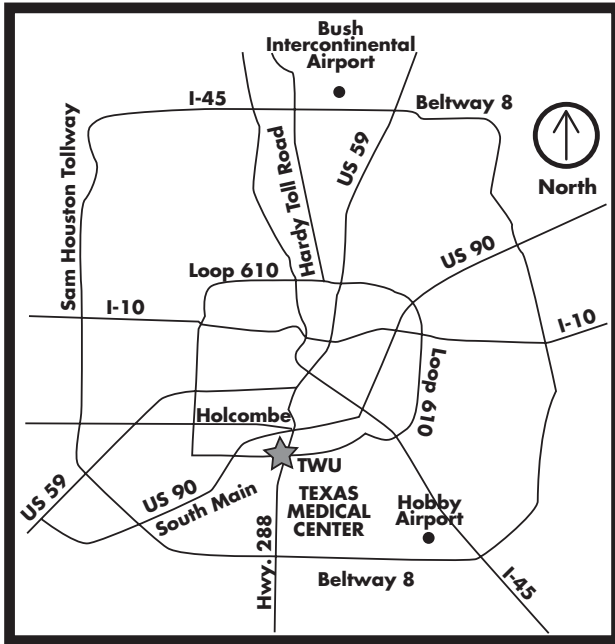 Bush
Intercontinental
Airport
I-45
Beltway 8
Sam Houston Tollway
Hardy Toll Road
US 59
North
US 90
Loop 610
I-10
I-10
Loop 610
Holcombe
TWU
US 59
US 90
South Main
TEXAS
MEDICAL
CENTER
Hobby
Airport
Hwy. 288
Beltway 8
I-45